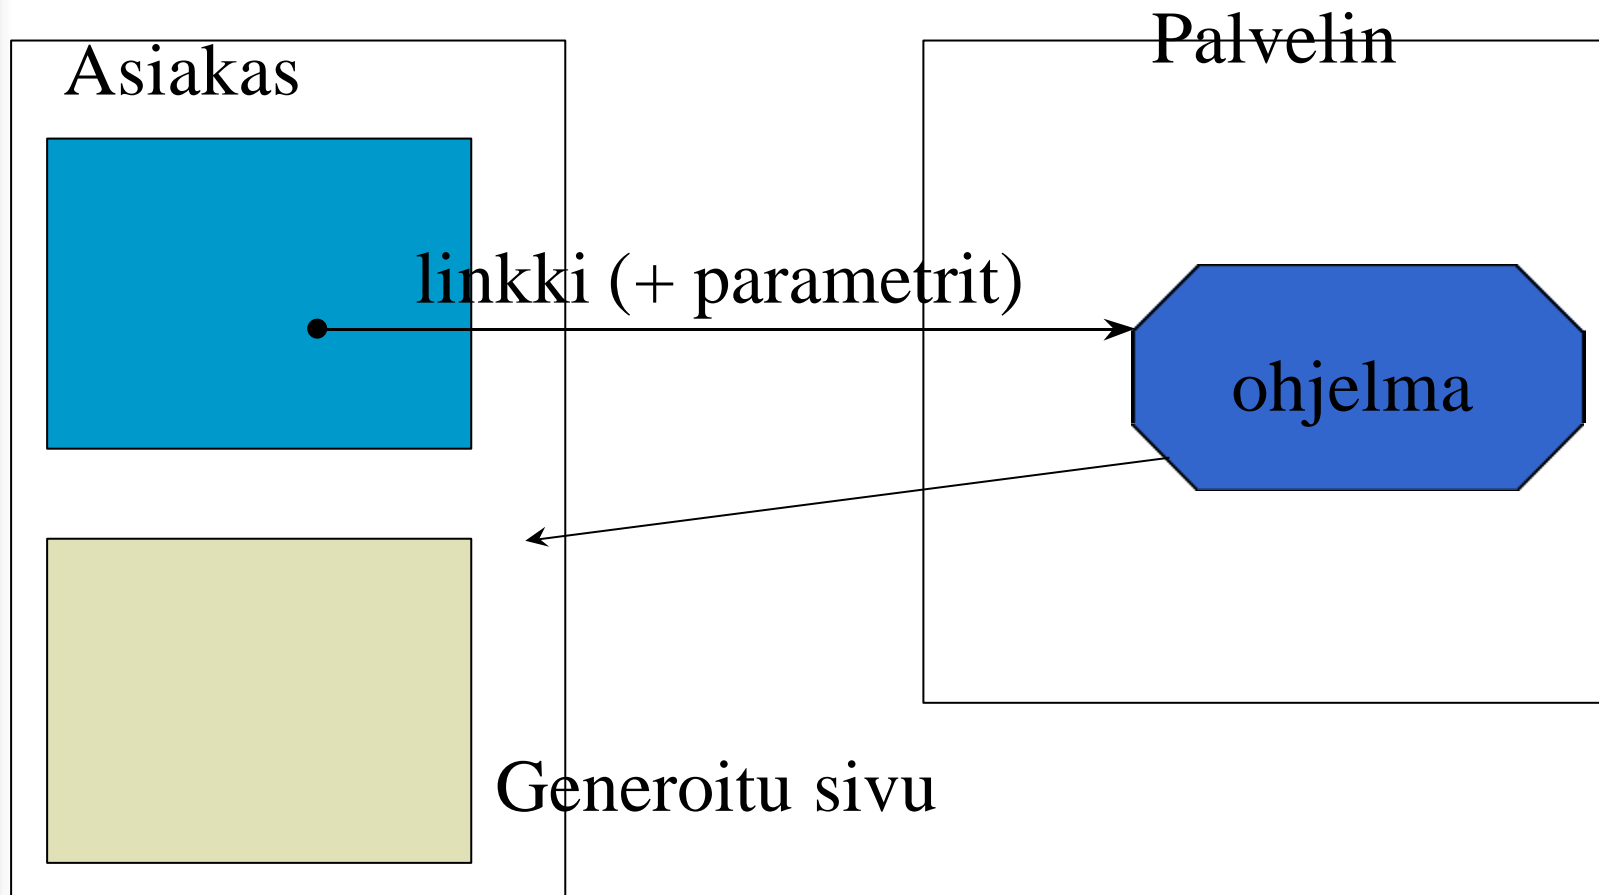 Asiakas
Palvelin
linkki (+ parametrit)
ohjelma
Generoitu sivu